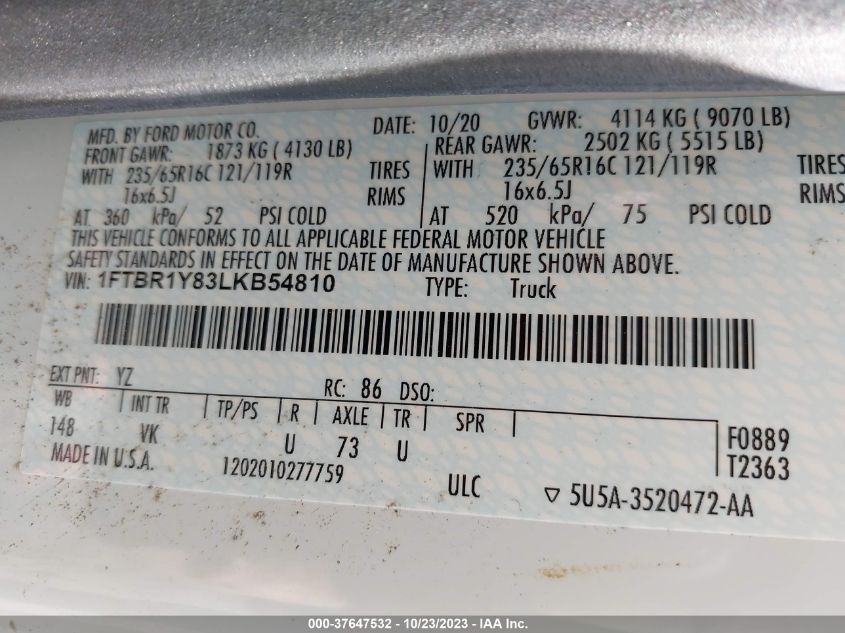 MFD. BY FORD MOTOR CO. DATE: 10/20 GVWR: 4114 KG ( 9070 LB)
FRONT GAWR: 1873 KG ( 4130 LB) REAR GAWR: 2502 KG ( 5515 LB)
WITH 235/65R16C 121/119R TIRES WITH 235/65R16C 121/119R TIRES
16x6.5J RIMS 16x6.5J RIMS
AT 360 kPa/ 52 PSI COLD AT 520 kPa/ 75 PSI COLD
THIS VEHICLE CONFORMS TO ALL APPLICABLE FEDERAL MOTOR VEHICLE
SAFETY STANDARDS IN EFFECT ON THE DATE OF MANUFACTURE SHOWN ABOVE.
VIN: 1FTBR1Y83LKB54810 TYPE: Truck
EXT PNT: YZ RC: 86 DSO:
WB INT TR TP/PS R AXLE TR SPR F0889
148 VK U 73 U T2363
MADE IN U.S.A. 1202010277759 ULC ▽ 5U5A-3520472-AA
000-37647532 - 10/23/2023 - IAA Inc.